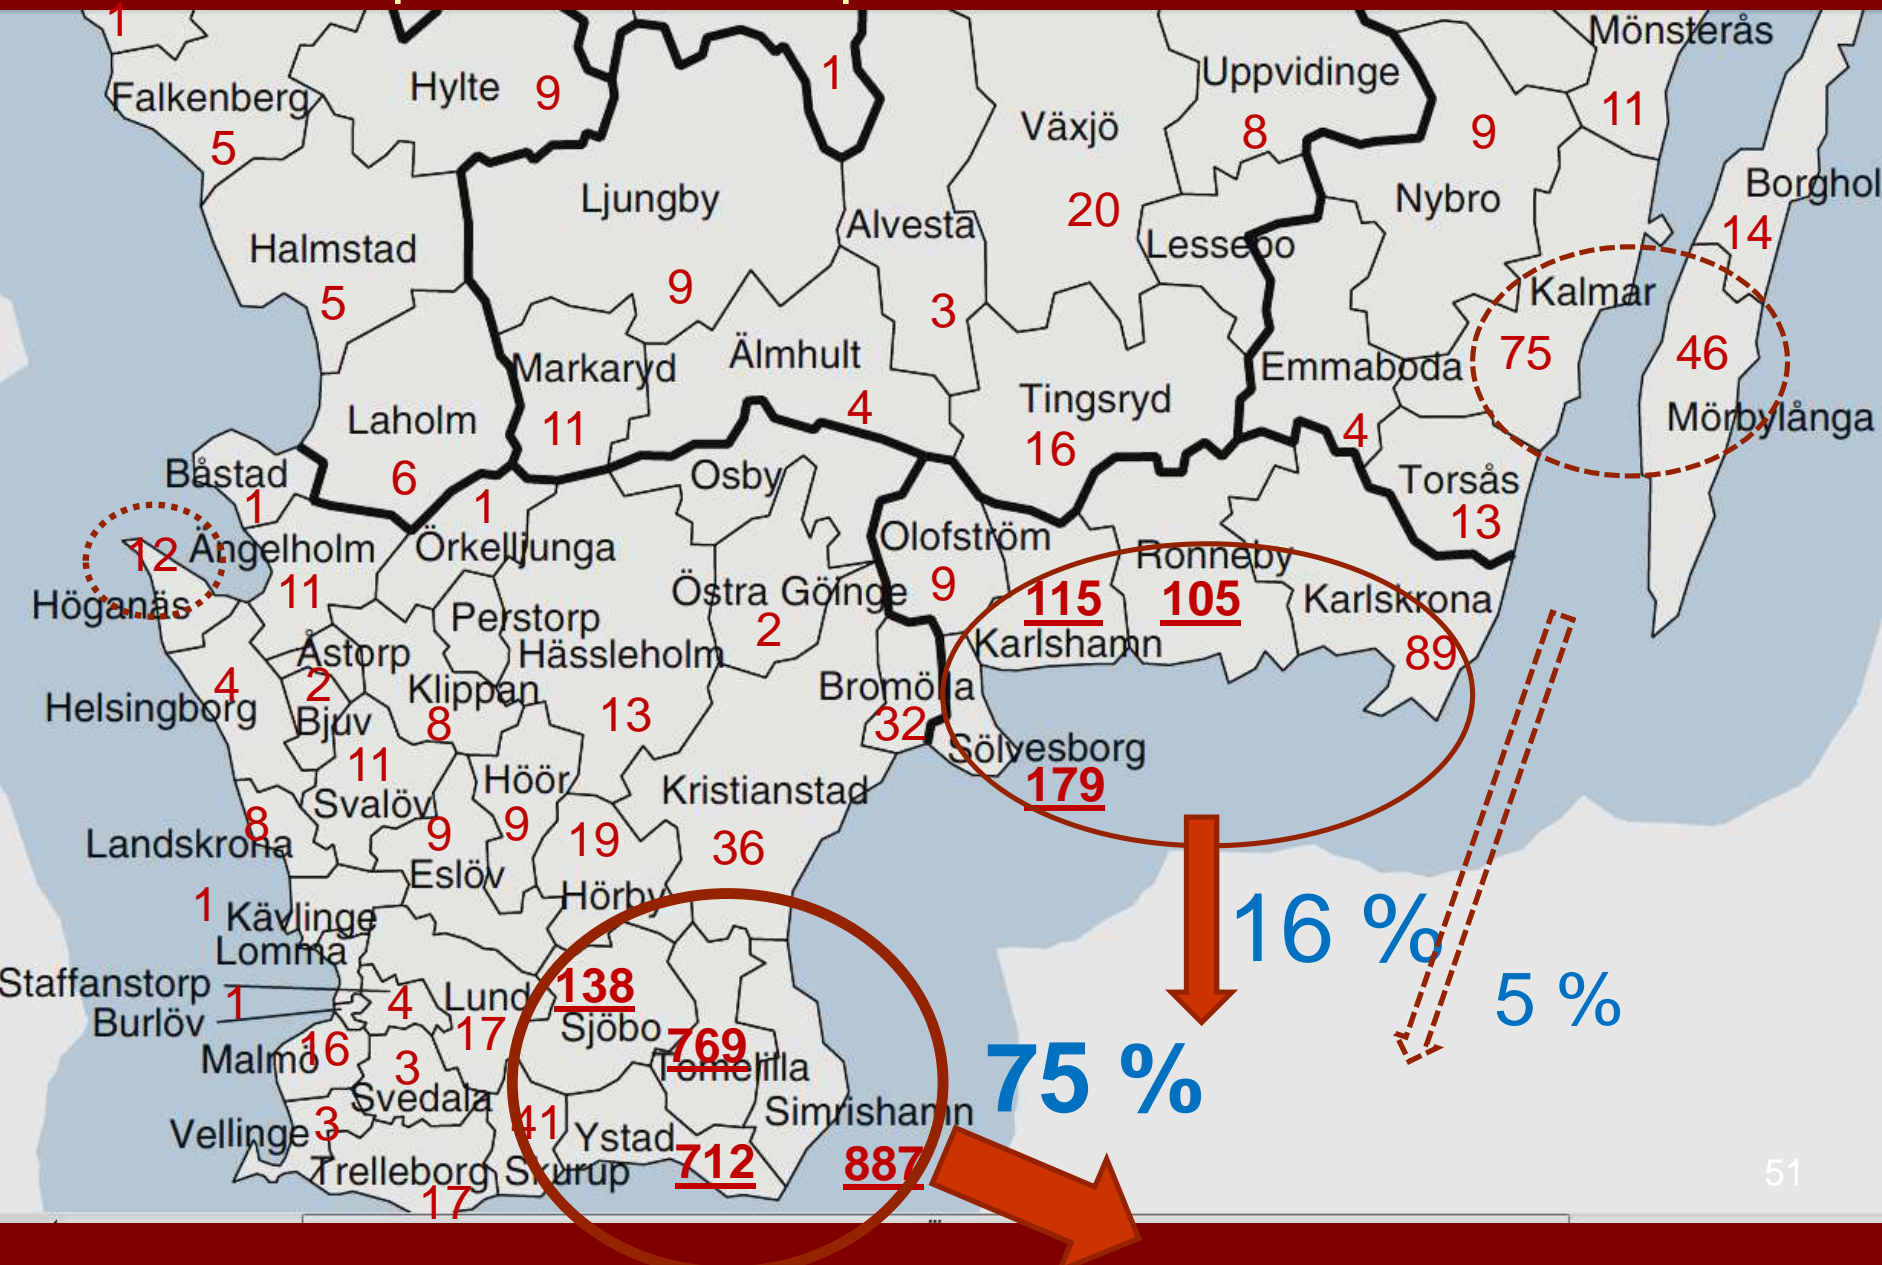 1
Mönsterås
Hylte
9
1
Uppvidinge
Falkenberg
11
Växjö
8
9
5
Ljungby
20
Nybro
Borghol
Alvesta
14
Halmstad
Lessebo
9
Kalmar
5
3
Älmhult
75
46
Markaryd
Emmaboda
4
Tingsryd
Mörbylånga
Laholm
11
4
16
Båstad
6
Osby
Torsås
1
1
13
12
Ängelholm
Örkelljunga
Olofström
Ronneby
11
Östra Göinge
9
115
105
Karlskrona
Höganäs
Perstorp
2
Karlshamn
Åstorp
Hässleholm
89
4
2
Klippan
Bromölla
Helsingborg
Bjuv
8
13
32
Sölvesborg
11
Höör
Kristianstad
179
Svalöv
8
9
9
19
36
Landskrona
Eslöv
Hörby
1
Kävlinge
16 %
Lomma
Staffanstorp
138
5 %
1
4
Lund
Burlöv
17
Sjöbo
769
Malmö
16
3
Tomelilla
75 %
Svedala
Simrishamn
Vellinge
3
41
Ystad
Trelleborg
Skurup
712
887
51
17